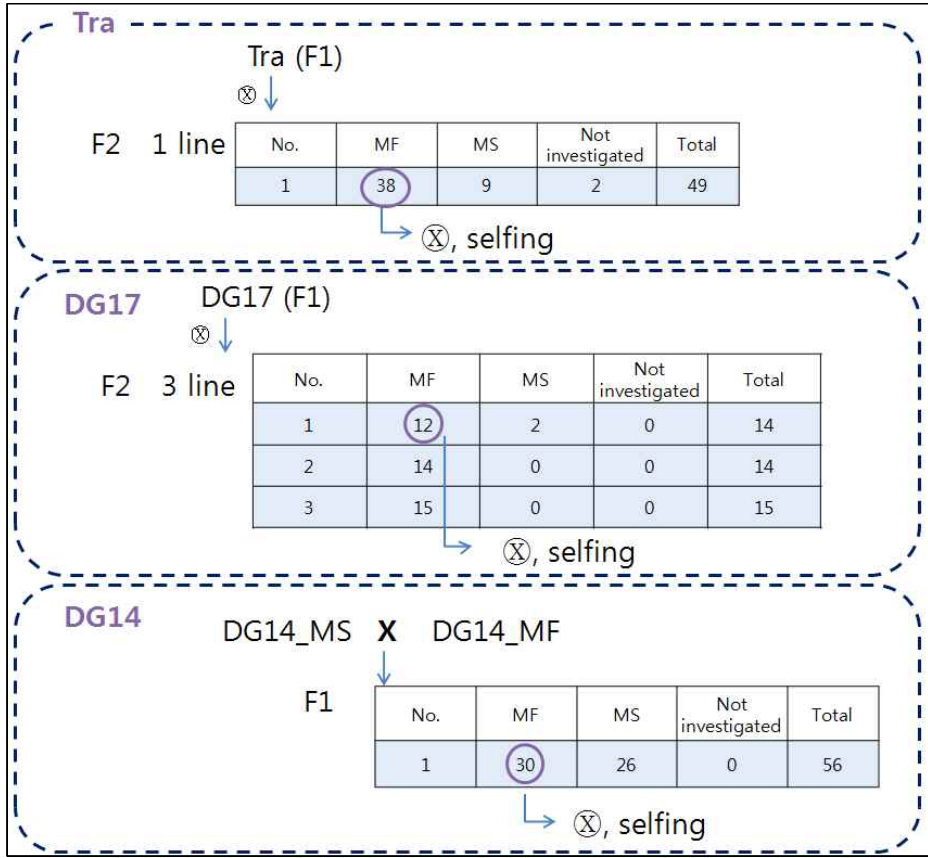 Tra
Tra (F1)
ⓧ
F2 1 line
No. MF MS Not investigated Total
1 38 9 2 49
Ⓧ, selfing
DG17
DG17 (F1)
ⓧ
F2 3 line
No. MF MS Not investigated Total
1 12 2 0 14
2 14 0 0 14
3 15 0 0 15
Ⓧ, selfing
DG14
DG14_MS X DG14_MF
F1
No. MF MS Not investigated Total
1 30 26 0 56
Ⓧ, selfing